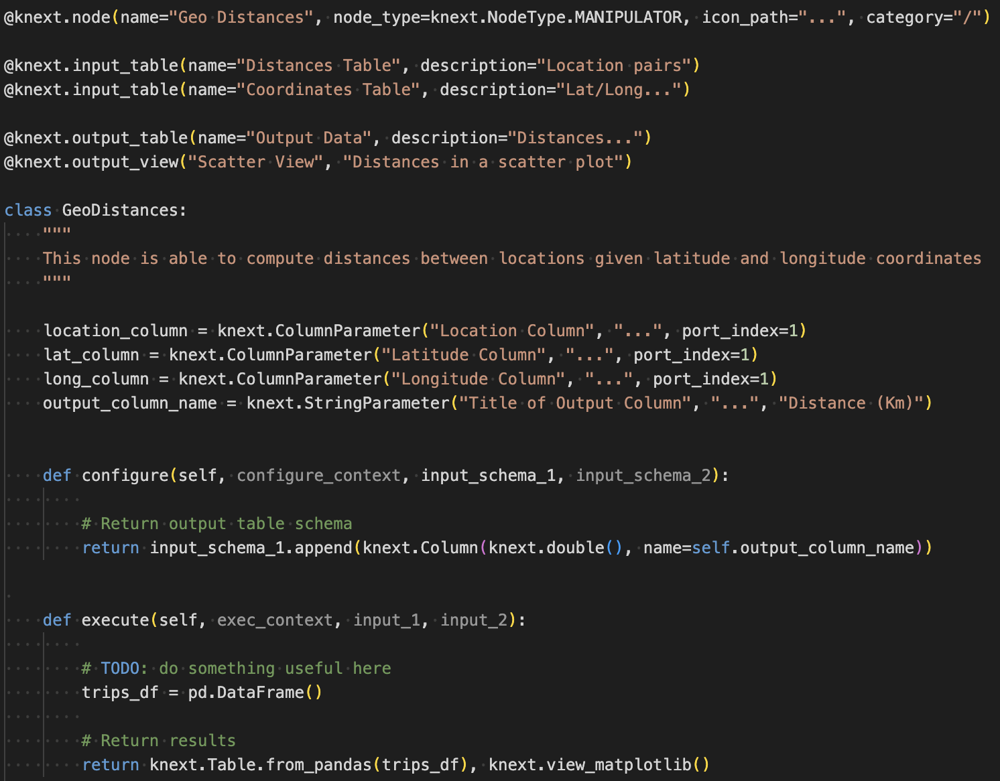 @knext.node(name="Geo Distances", node_type=knext.NodeType.MANIPULATOR, icon_path="...", category="/")
@knext.input_table(name="Distances Table", description="Location pairs")
@knext.input_table(name="Coordinates Table", description="Lat/Long...")
@knext.output_table(name="Output Data", description="Distances...")
@knext.output_view("Scatter View", "Distances in a scatter plot")
class GeoDistances:
    """
    This node is able to compute distances between locations given latitude and longitude coordinates
    """
    location_column = knext.ColumnParameter("Location Column", "...", port_index=1)
    lat_column = knext.ColumnParameter("Latitude Column", "...", port_index=1)
    long_column = knext.ColumnParameter("Longitude Column", "...", port_index=1)
    output_column_name = knext.StringParameter("Title of Output Column", "...", "Distance (Km)")
    def configure(self, configure_context, input_schema_1, input_schema_2):
        # Return output table schema
        return input_schema_1.append(knext.Column(knext.double(), name=self.output_column_name))
    def execute(self, exec_context, input_1, input_2):
        # TODO: do something useful here
        trips_df = pd.DataFrame()
        # Return results
        return knext.Table.from_pandas(trips_df), knext.view_matplotlib()